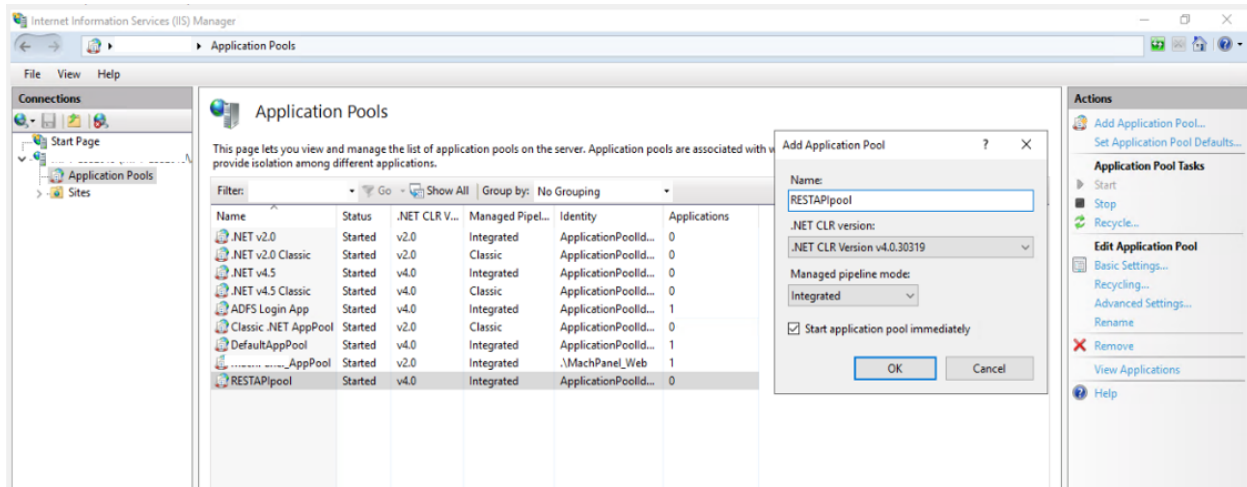 Internet Information Services (IIS) Manager
Application Pools
File View Help
Connections
Start Page
Application Pools
Sites
Application Pools
This page lets you view and manage the list of application pools on the server. Application pools are associated with w
provide isolation among different applications.
Filter: Go Show All Group by: No Grouping
Name Status .NET CLR V... Managed Pipel... Identity Applications
.NET v2.0 Started v2.0 Integrated ApplicationPoolId... 0
.NET v2.0 Classic Started v2.0 Classic ApplicationPoolId... 0
.NET v4.5 Started v4.0 Integrated ApplicationPoolId... 0
.NET v4.5 Classic Started v4.0 Classic ApplicationPoolId... 0
ADFS Login App Started v4.0 Integrated ApplicationPoolId... 1
Classic .NET AppPool Started v2.0 Classic ApplicationPoolId... 0
DefaultAppPool Started v4.0 Integrated ApplicationPoolId... 1
_AppPool Started v2.0 Integrated .\MachPanel_Web 1
RESTAPIpool Started v4.0 Integrated ApplicationPoolId... 0
Add Application Pool ?
Name:
RESTAPIpool
.NET CLR version:
.NET CLR Version v4.0.30319
Managed pipeline mode:
Integrated
Start application pool immediately
OK Cancel
Actions
Add Application Pool...
Set Application Pool Defaults...
Application Pool Tasks
Start
Stop
Recycle...
Edit Application Pool
Basic Settings...
Recycling...
Advanced Settings...
Rename
Remove
View Applications
Help